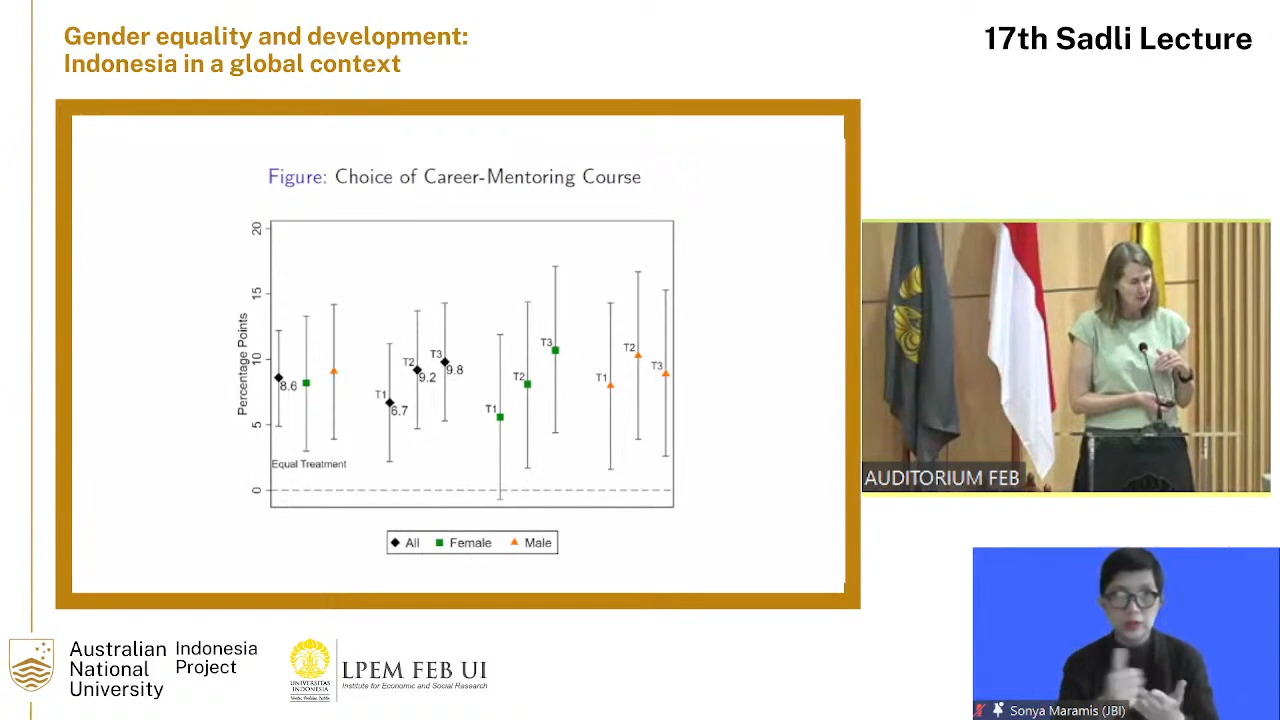 Gender equality and development:
Indonesia in a global context
17th Sadli Lecture
Figure: Choice of Career-Mentoring Course
Percentage Points
20
15
10
5
0
8.6
Equal Treatment
T1
6.7
T2
9.2
T3
9.8
T1
T2
T3
T1
T2
T3
All
Female
Male
AUDITORIUM FEB
Sonya Maramis (JBI)
Australian
National
University
Indonesia
Project
UNIVERSITAS
INDONESIA
LPEM FEB UI
Institute for Economic and Social Research